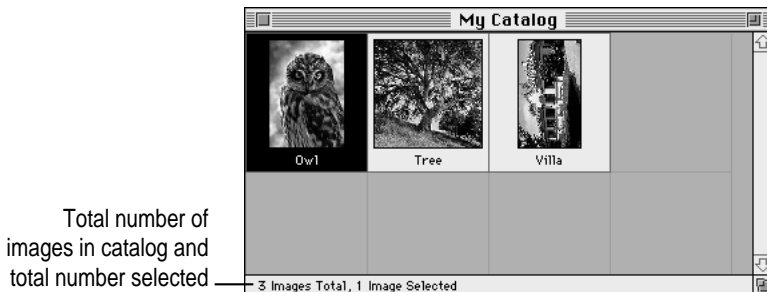 My Catalog
Owl
Tree
Villa
Total number of
images in catalog and
total number selected
3 Images Total, 1 Image Selected